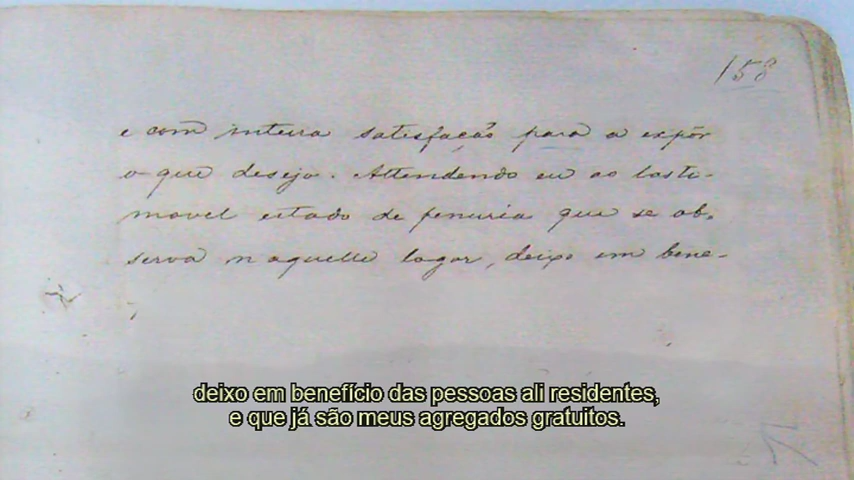 158
e com inteira satisfação para a expôr
o que desejo. Attendendo eu ao lasti-
mavel estado de penuria que se ob-
serva naquelle logar, deixo em bene-
deixo em benefício das pessoas ali residentes,
e que já são meus agregados gratuitos.